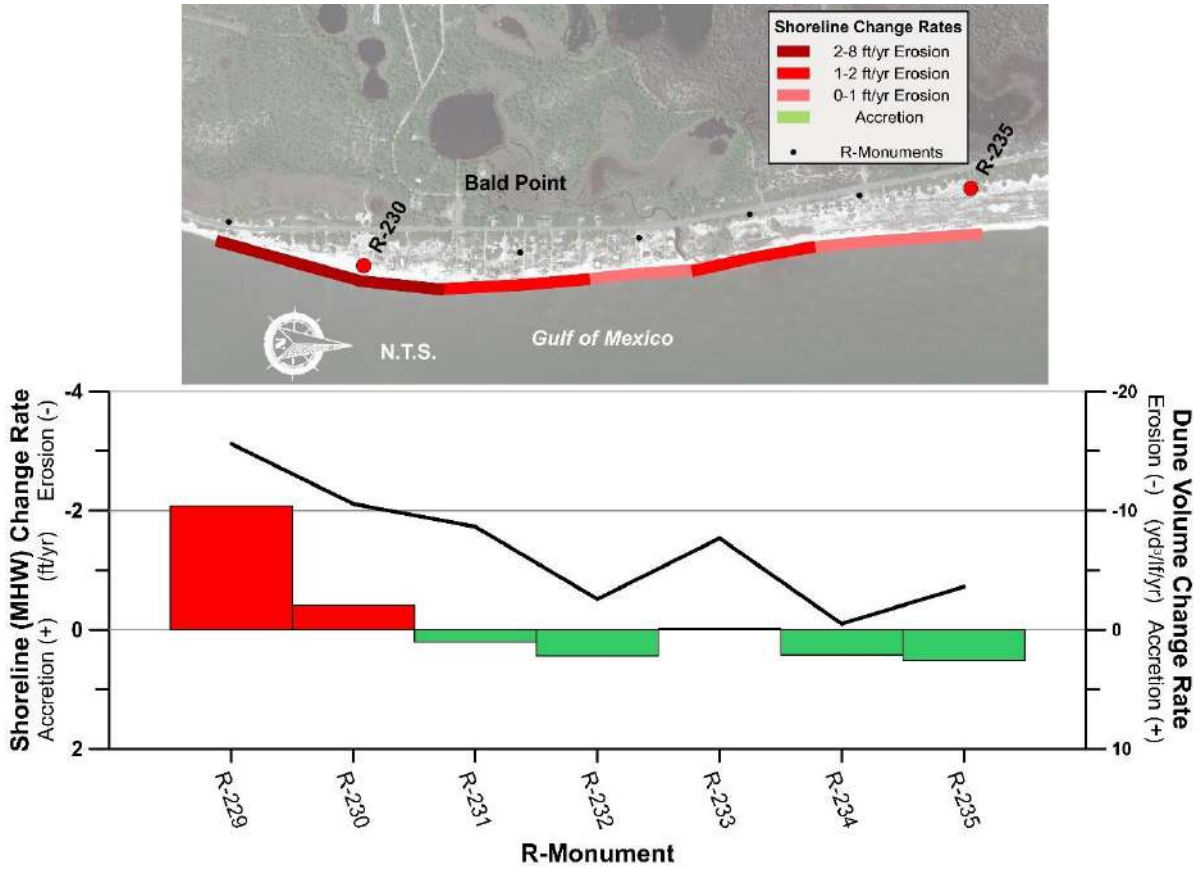 Shoreline Change Rates
2-8 ft/yr Erosion
1-2 ft/yr Erosion
0-1 ft/yr Erosion
Accretion
R-Monuments
R-235
Bald Point
R-230
N
N.T.S.
Gulf of Mexico
Shoreline (MHW) Change Rate
Accretion (+) (ft/yr) Erosion (-)
-4
-2
0
2
-20
-10
0
10
Dune Volume Change Rate
Erosion (-) (yd³/lf/yr) Accretion (+)
R-229
R-230
R-231
R-232
R-233
R-234
R-235
R-Monument